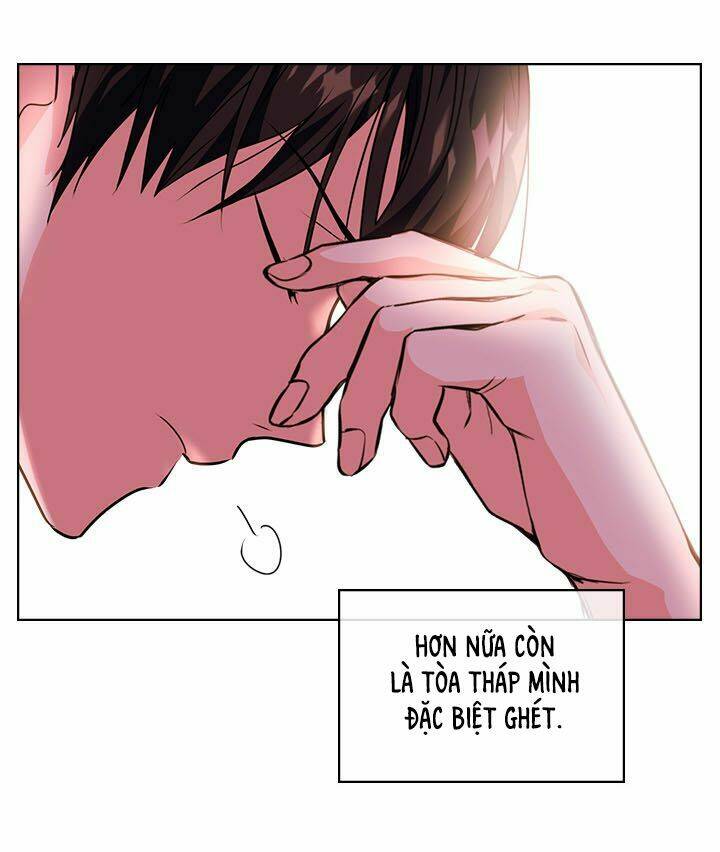 HƠN NỮA CÒN
LÀ TÒA THÁP MÌNH
ĐẶC BIỆT GHÉT.